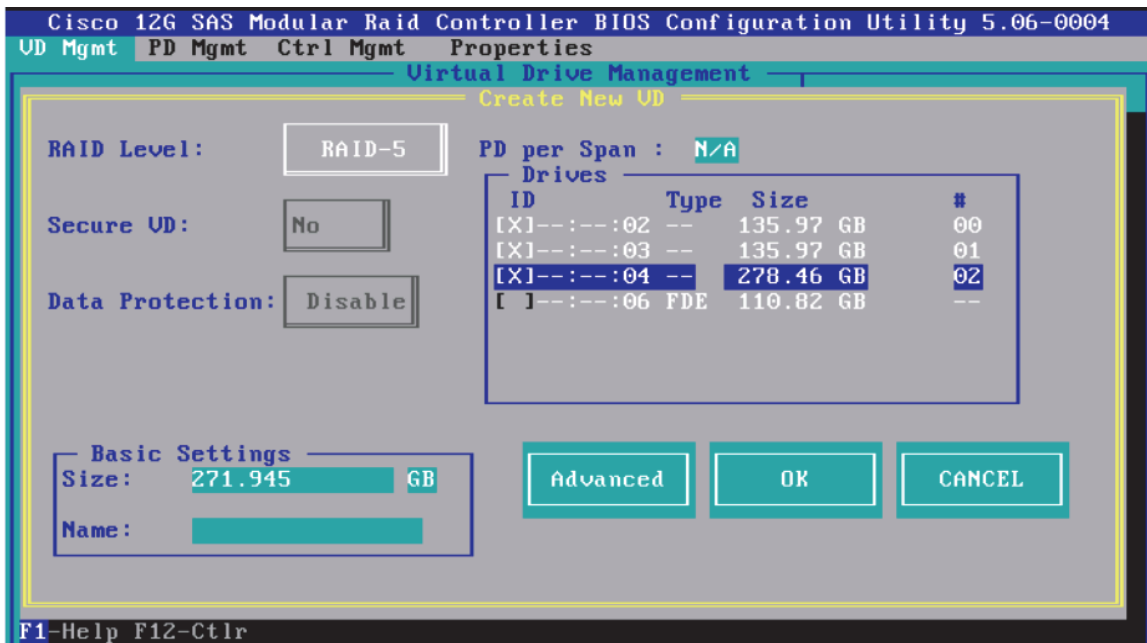 Cisco 12G SAS Modular Raid Controller BIOS Configuration Utility 5.06-0004
VD Mgmt PD Mgmt Ctrl Mgmt Properties
Virtual Drive Management
Create New VD
RAID Level: RAID-5 PD per Span : N/A
Drives
ID Type Size #
[X]--:--:02 -- 135.97 GB 00
[X]--:--:03 -- 135.97 GB 01
[X]--:--:04 -- 278.46 GB 02
[ ]--:--:06 FDE 110.82 GB --
Secure VD: No
Data Protection: Disable
Basic Settings
Size: 271.945 GB
Name:
Advanced OK CANCEL
F1-Help F12-Ctlr